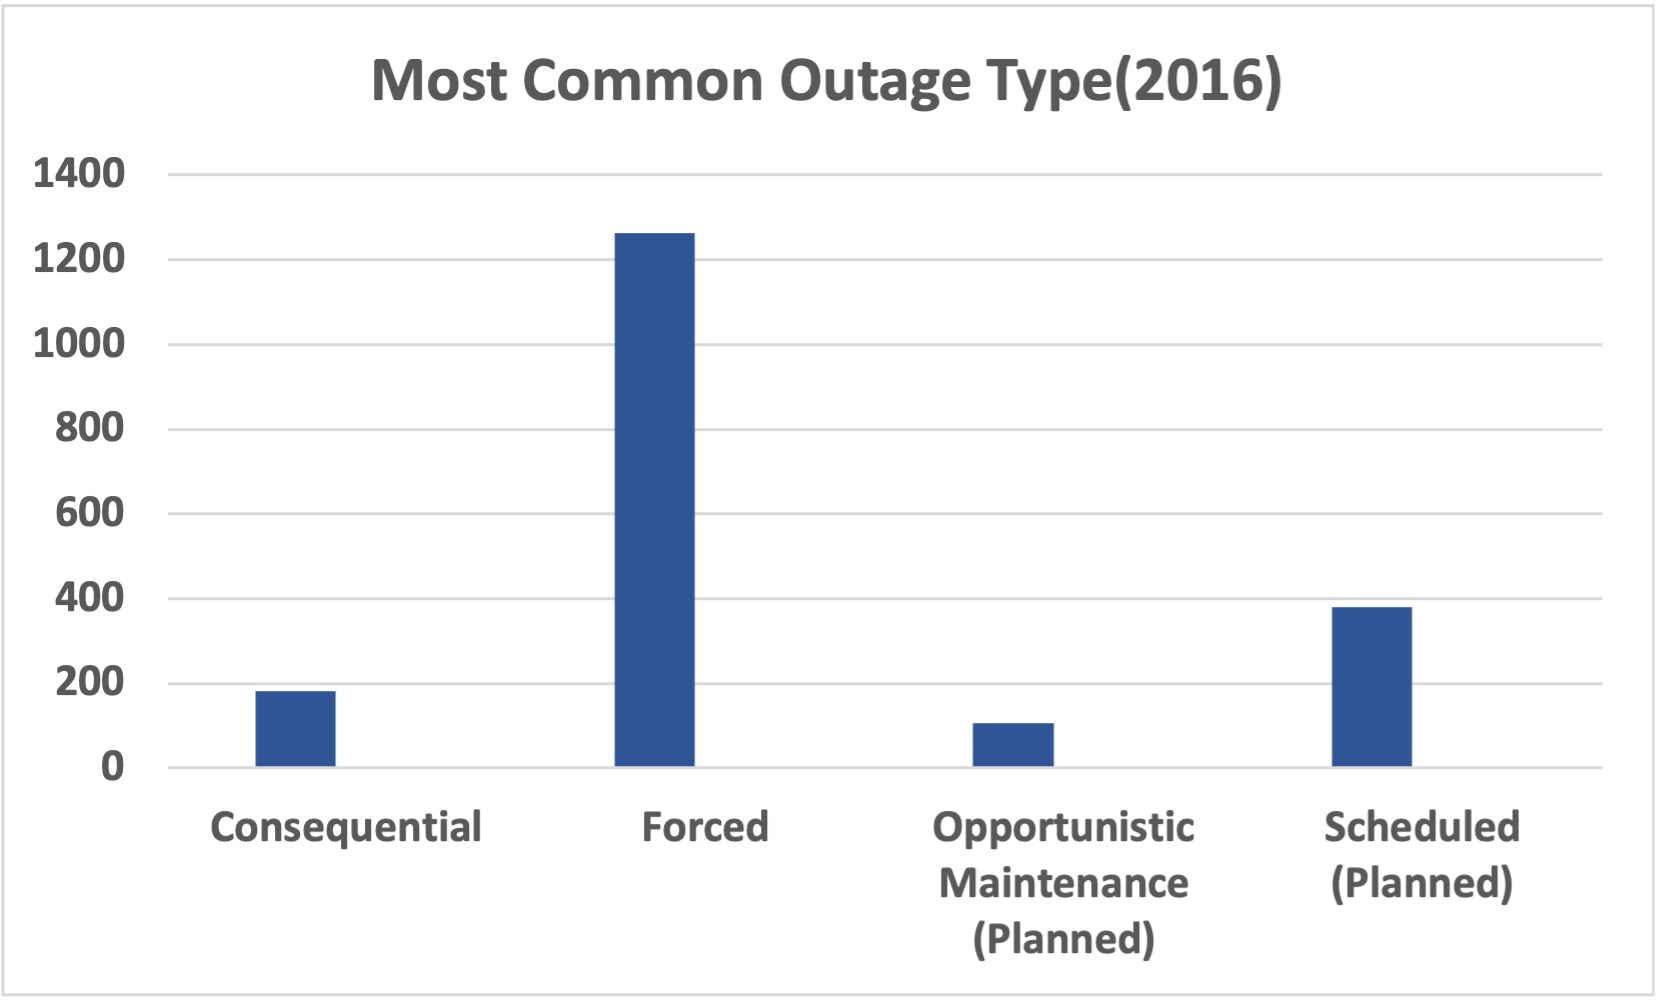 Most Common Outage Type(2016)
1400
1200
1000
800
600
400
200
0
Consequential
Forced
Opportunistic
Maintenance
(Planned)
Scheduled
(Planned)